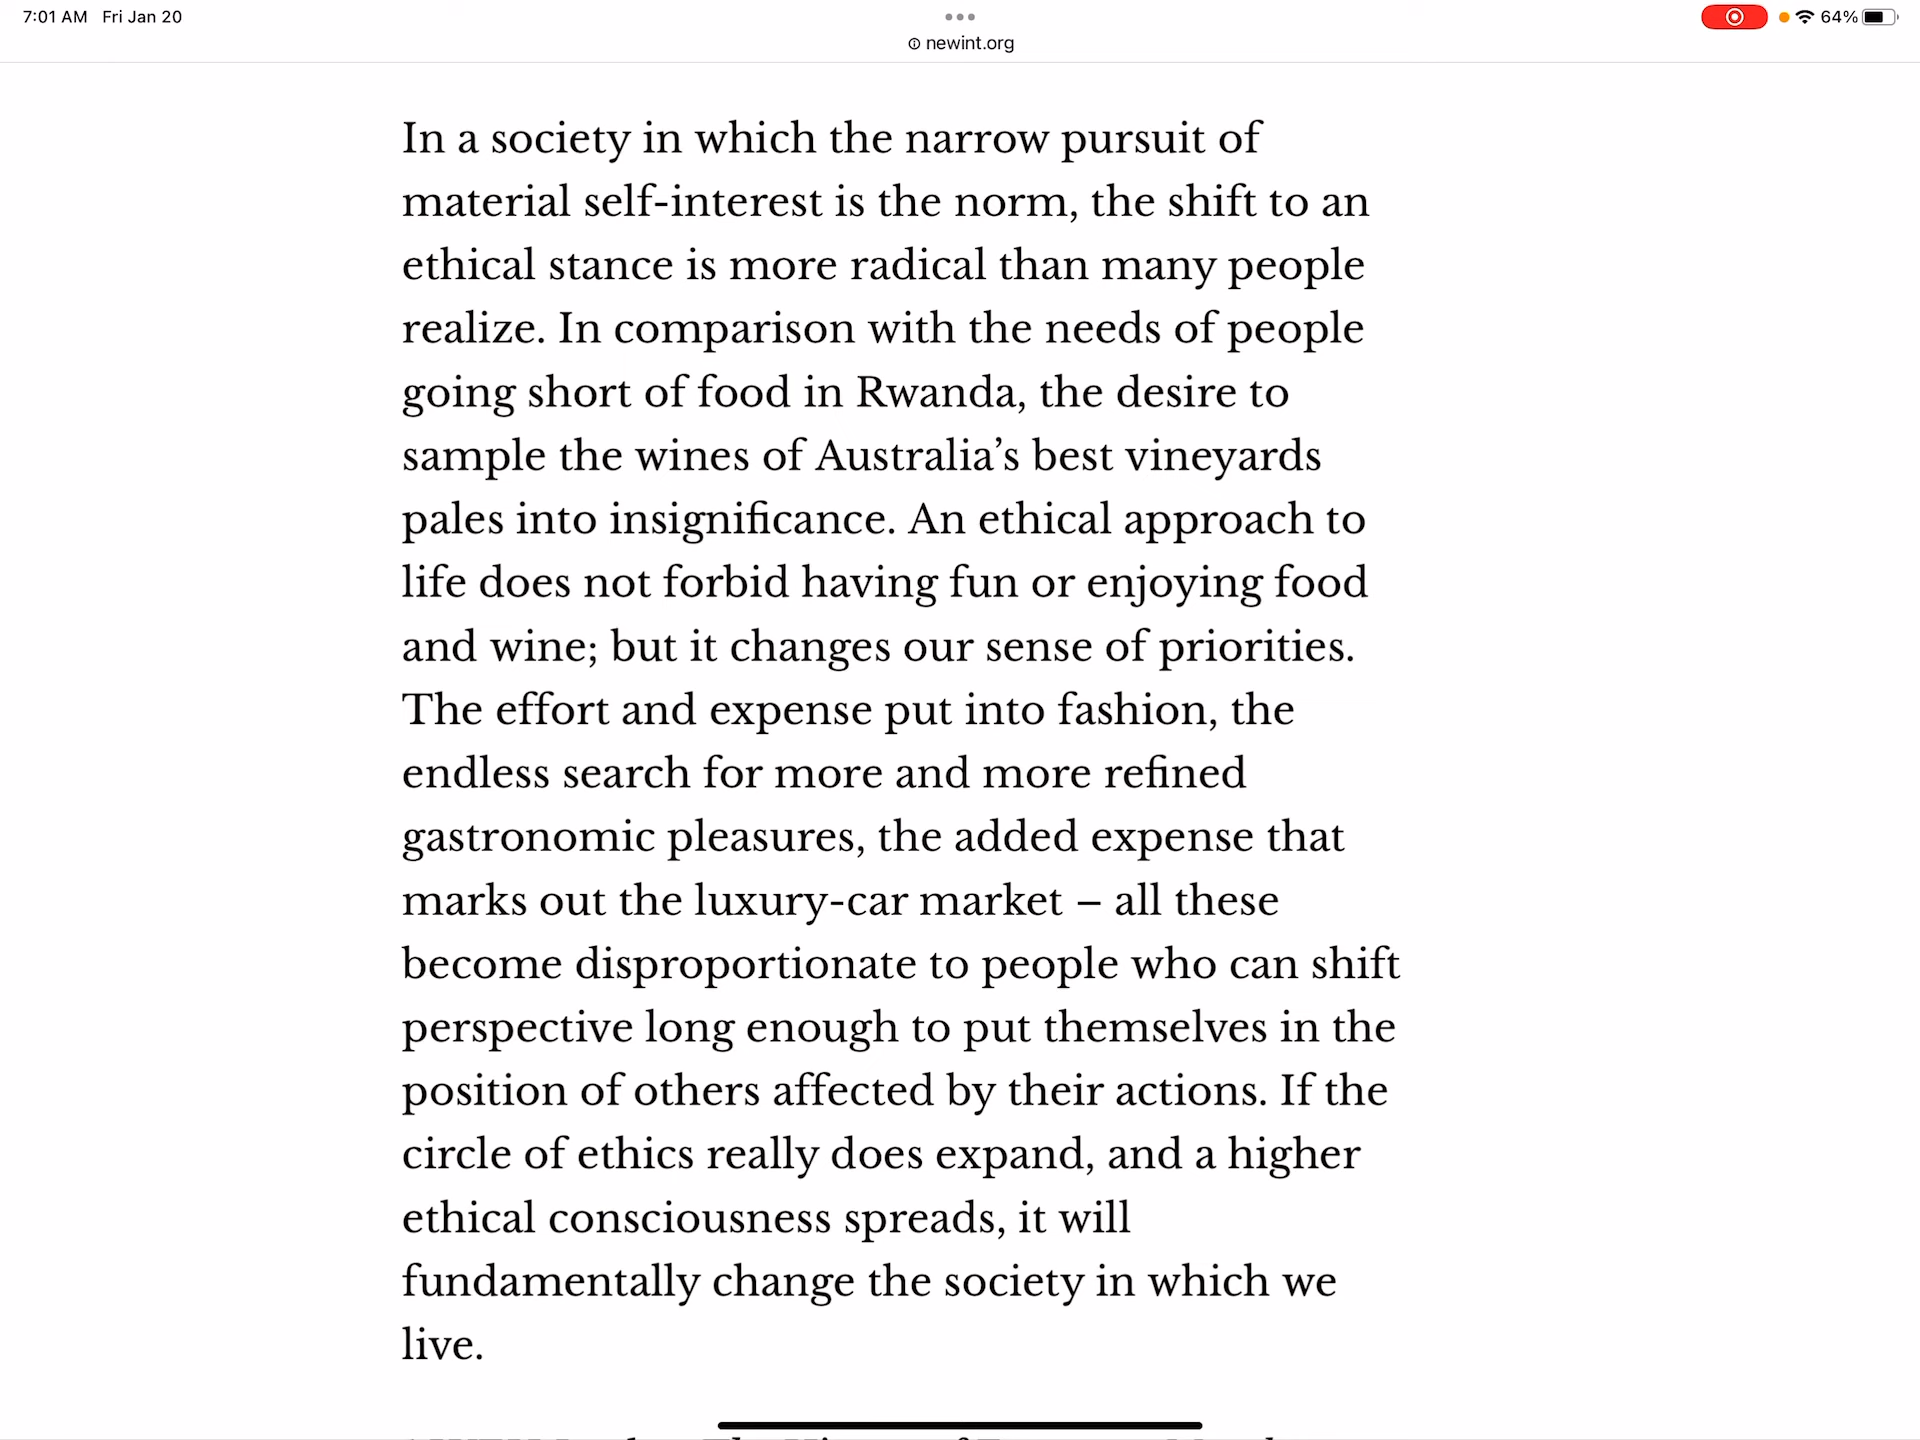 7:01 AM Fri Jan 20
64%
newint.org
In a society in which the narrow pursuit of
material self-interest is the norm, the shift to an
ethical stance is more radical than many people
realize. In comparison with the needs of people
going short of food in Rwanda, the desire to
sample the wines of Australia’s best vineyards
pales into insignificance. An ethical approach to
life does not forbid having fun or enjoying food
and wine; but it changes our sense of priorities.
The effort and expense put into fashion, the
endless search for more and more refined
gastronomic pleasures, the added expense that
marks out the luxury-car market – all these
become disproportionate to people who can shift
perspective long enough to put themselves in the
position of others affected by their actions. If the
circle of ethics really does expand, and a higher
ethical consciousness spreads, it will
fundamentally change the society in which we
live.